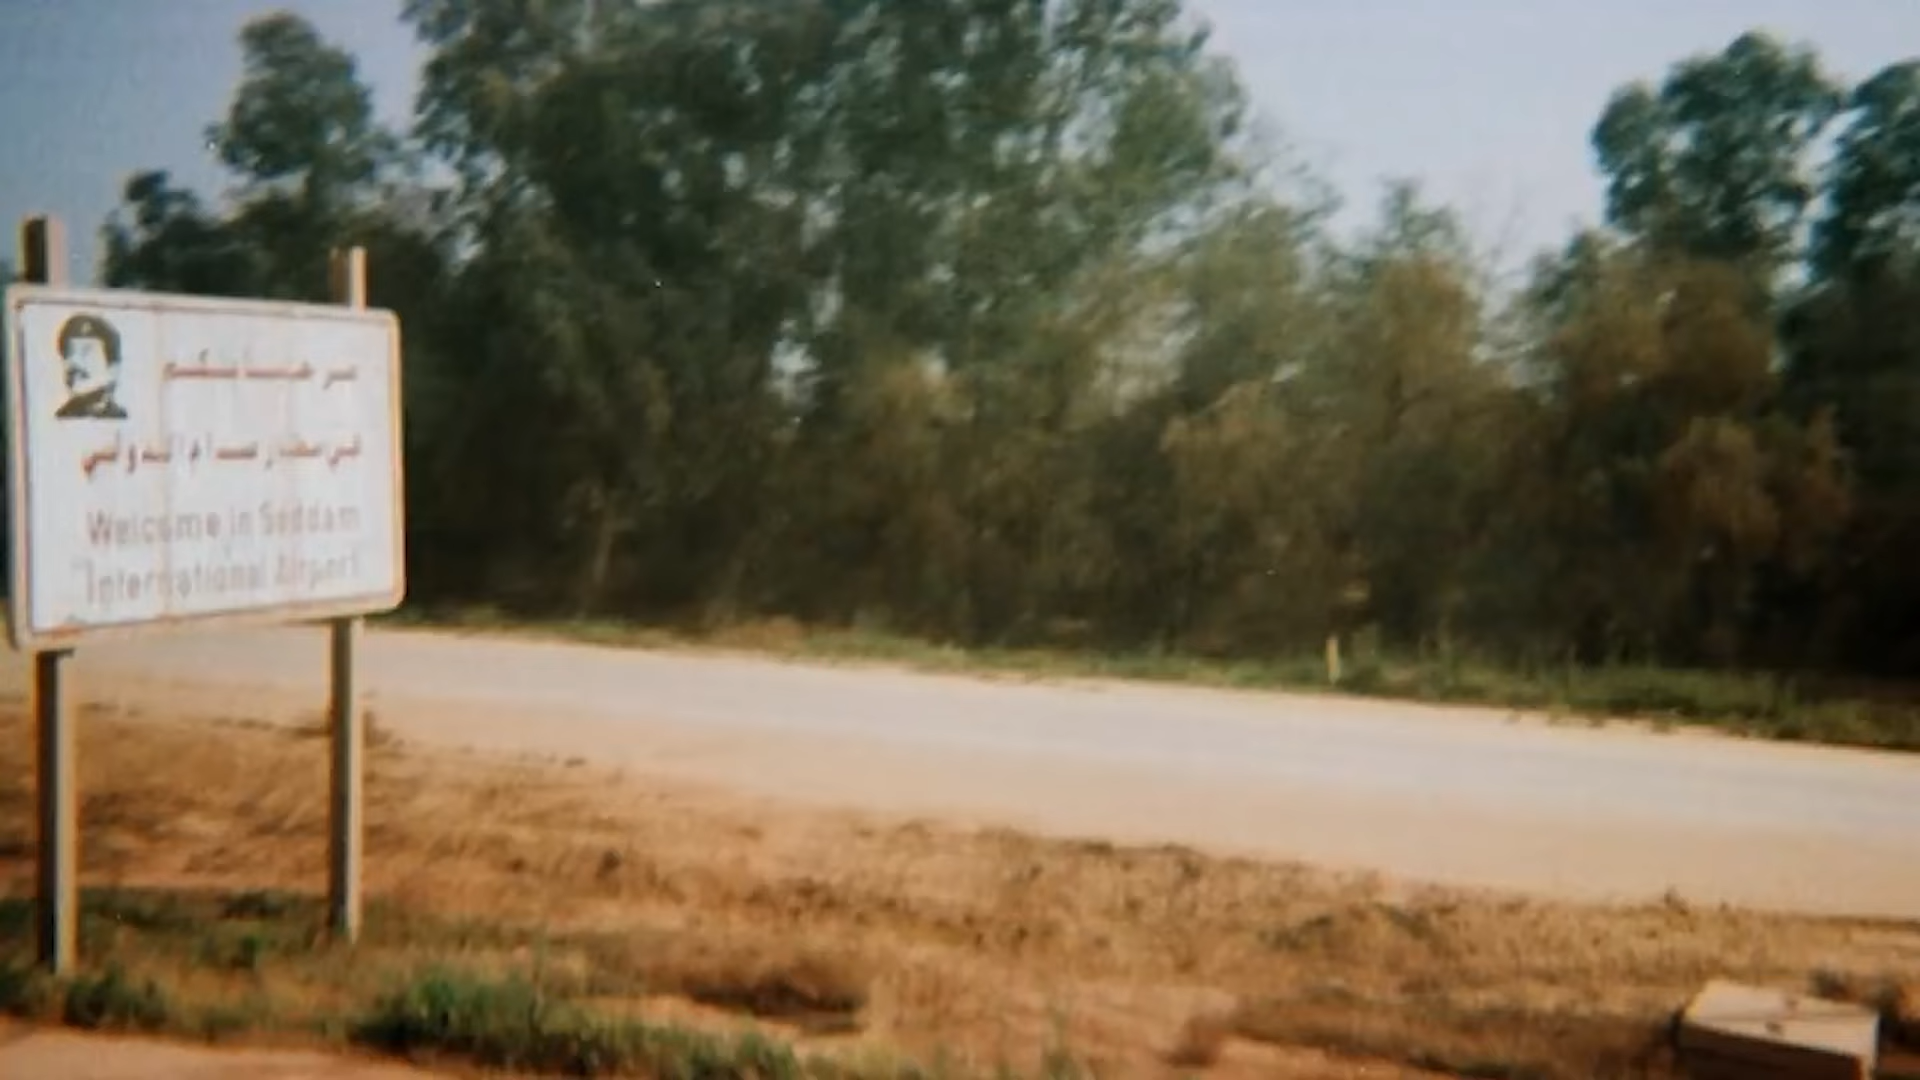 مرحبا بكم
في مطار صدام الدولي
Welcome in Saddam
International Airport